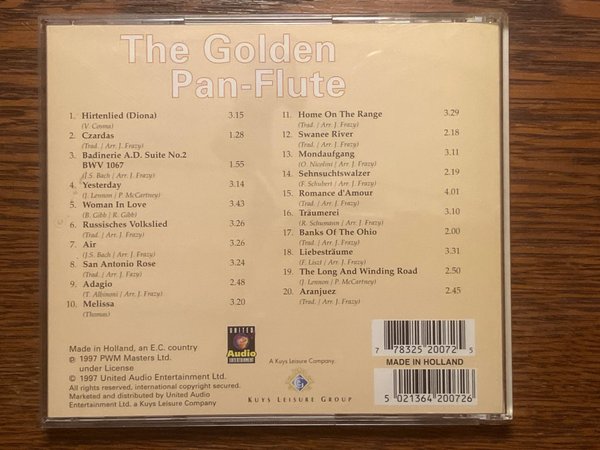 The Golden
Pan-Flute
1. Hirtenlied (Diona) 3.15
(V. Cosma)
2. Czardas 1.28
(Trad. / Arr. J. Frazy)
3. Badinerie A.D. Suite No.2
BWV 1067 1.55
(J.S. Bach / Arr. J. Frazy)
4. Yesterday 3.14
(J. Lennon / P. McCartney)
5. Woman In Love 3.43
(B. Gibb / R. Gibb)
6. Russisches Volkslied 3.26
(Trad. / Arr. J. Frazy)
7. Air 3.26
(J.S. Bach / Arr. J. Frazy)
8. San Antonio Rose 3.24
(Trad. / Arr. J. Frazy)
9. Adagio 2.48
(T. Albinoni / Arr. J. Frazy)
10. Melissa 3.20
(Thomas)
11. Home On The Range 3.29
(Trad. / Arr. J. Frazy)
12. Swanee River 2.18
(Trad. / Arr. J. Frazy)
13. Mondaufgang 3.11
(O. Nicolini / Arr. J. Frazy)
14. Sehnsuchtswalzer 2.19
(F. Schubert / Arr. J. Frazy)
15. Romance d'Amour 4.01
(Trad. / Arr. J. Frazy)
16. Träumerei 3.10
(R. Schumann / Arr. J. Frazy)
17. Banks Of The Ohio 2.00
(Trad. / Arr. J. Frazy)
18. Liebesträume 3.31
(F. Liszt / Arr. J. Frazy)
19. The Long And Winding Road 2.50
(J. Lennon / P. McCartney)
20. Aranjuez 2.45
(Trad. / Arr. J. Frazy)
Made in Holland, an E.C. country
℗ 1997 PWM Masters Ltd.
under License
© 1997 United Audio Entertainment Ltd.
All rights reserved, international copyright secured.
Marketed and distributed by United Audio
Entertainment Ltd. a Kuys Leisure Company
UNITED
Audio
ENTERTAINMENT
A Kuys Leisure Company.
KUYS LEISURE GROUP
7 78325 20072 5
MADE IN HOLLAND
5 021364 200726